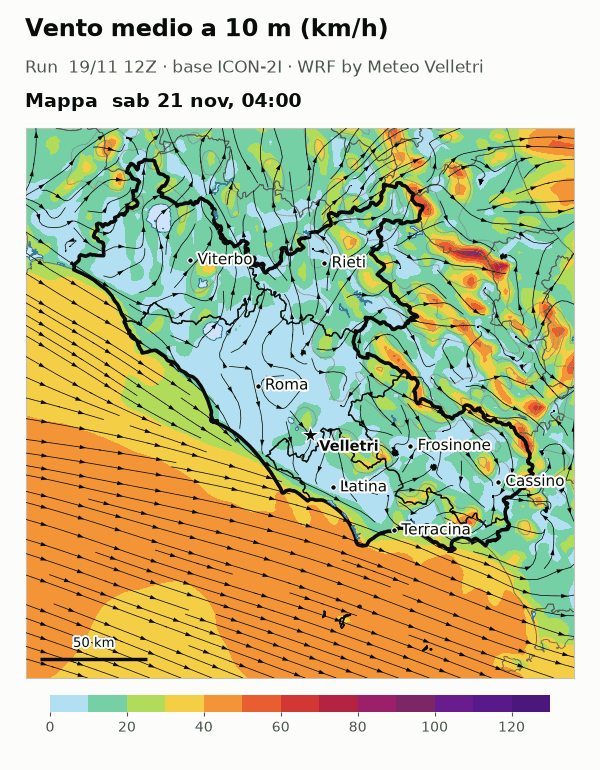 Vento medio a 10 m (km/h)
Run  19/11 12Z · base ICON-2I · WRF by Meteo Velletri
Mappa  sab 21 nov, 04:00
Viterbo
Rieti
Roma
Velletri
Frosinone
Latina
Cassino
Terracina
50 km
0 20 40 60 80 100 120